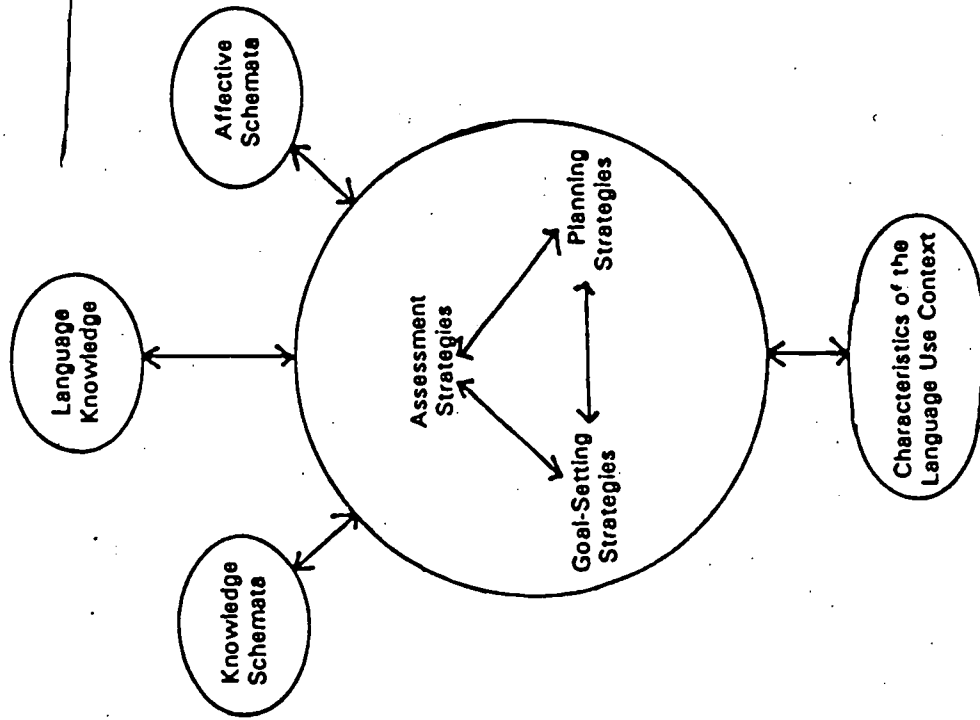 Language
Knowledge
Knowledge
Schemata
Affective
Schemata
Assessment
Strategies
Goal-Setting
Strategies
Planning
Strategies
Characteristics of the
Language Use Context